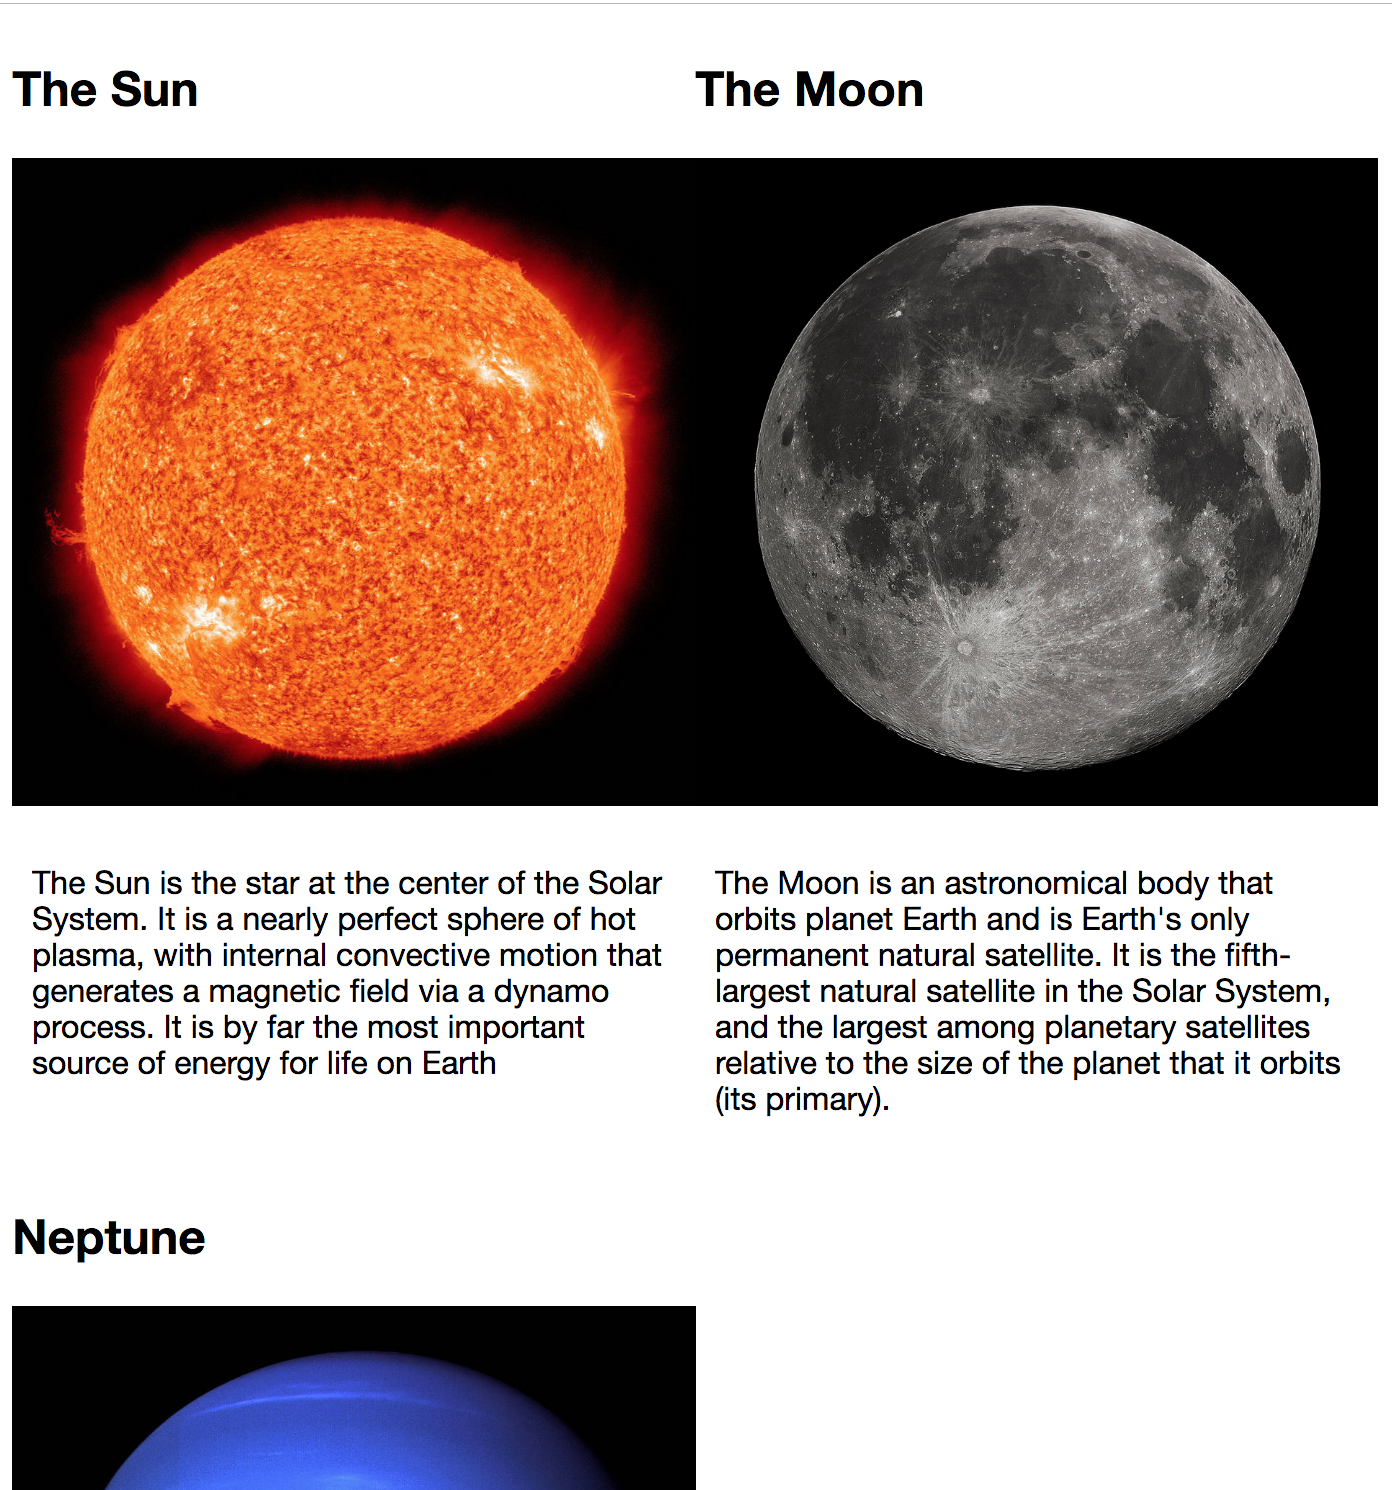 The Sun
The Moon
The Sun is the star at the center of the Solar
System. It is a nearly perfect sphere of hot
plasma, with internal convective motion that
generates a magnetic field via a dynamo
process. It is by far the most important
source of energy for life on Earth
The Moon is an astronomical body that
orbits planet Earth and is Earth's only
permanent natural satellite. It is the fifth-
largest natural satellite in the Solar System,
and the largest among planetary satellites
relative to the size of the planet that it orbits
(its primary).
Neptune